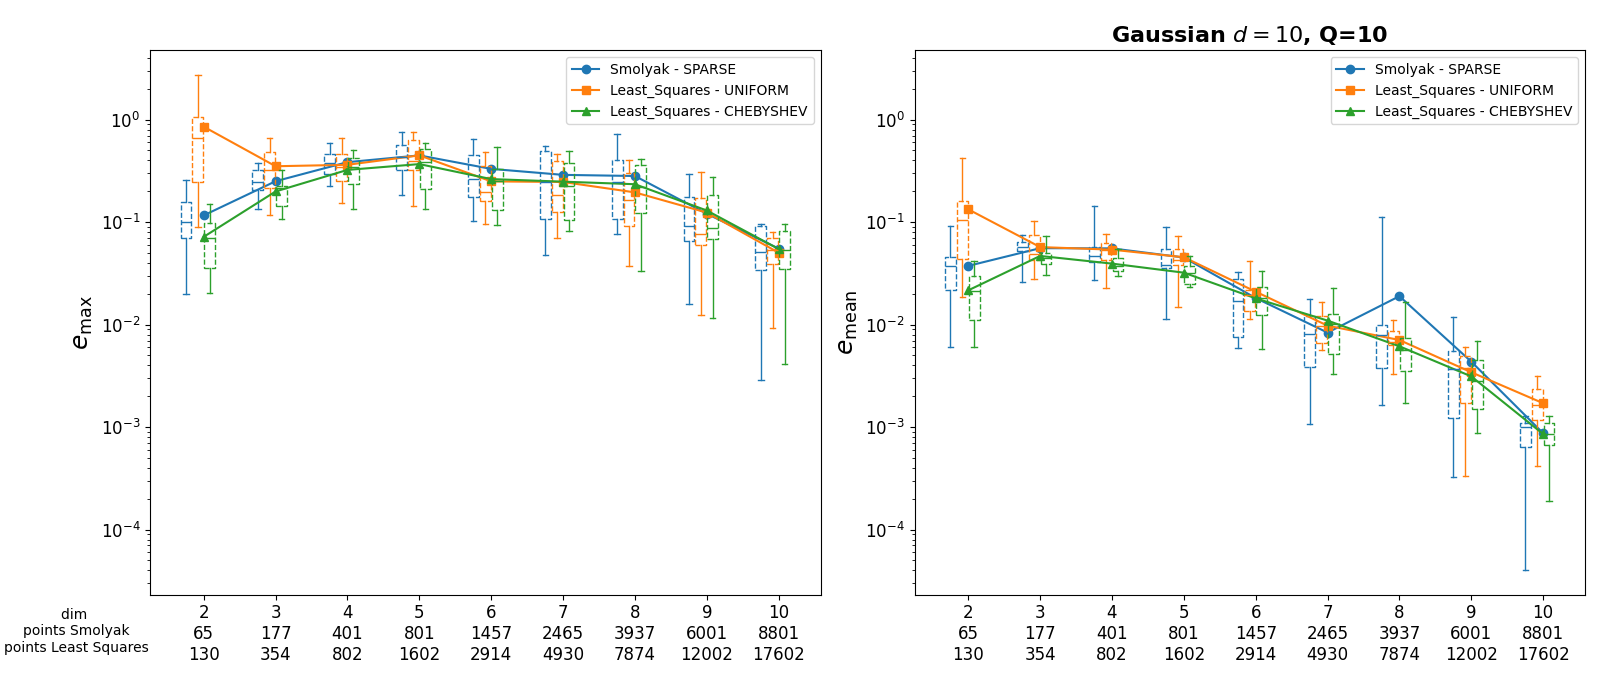 Gaussian d = 10, Q=10
Smolyak - SPARSE
Least_Squares - UNIFORM
Least_Squares - CHEBYSHEV
10⁰
10⁻¹
10⁻²
10⁻³
10⁻⁴
e_max
2 3 4 5 6 7 8 9 10
65 177 401 801 1457 2465 3937 6001 8801
130 354 802 1602 2914 4930 7874 12002 17602
dim
points Smolyak
points Least Squares
Smolyak - SPARSE
Least_Squares - UNIFORM
Least_Squares - CHEBYSHEV
10⁰
10⁻¹
10⁻²
10⁻³
10⁻⁴
e_mean
2 3 4 5 6 7 8 9 10
65 177 401 801 1457 2465 3937 6001 8801
130 354 802 1602 2914 4930 7874 12002 17602